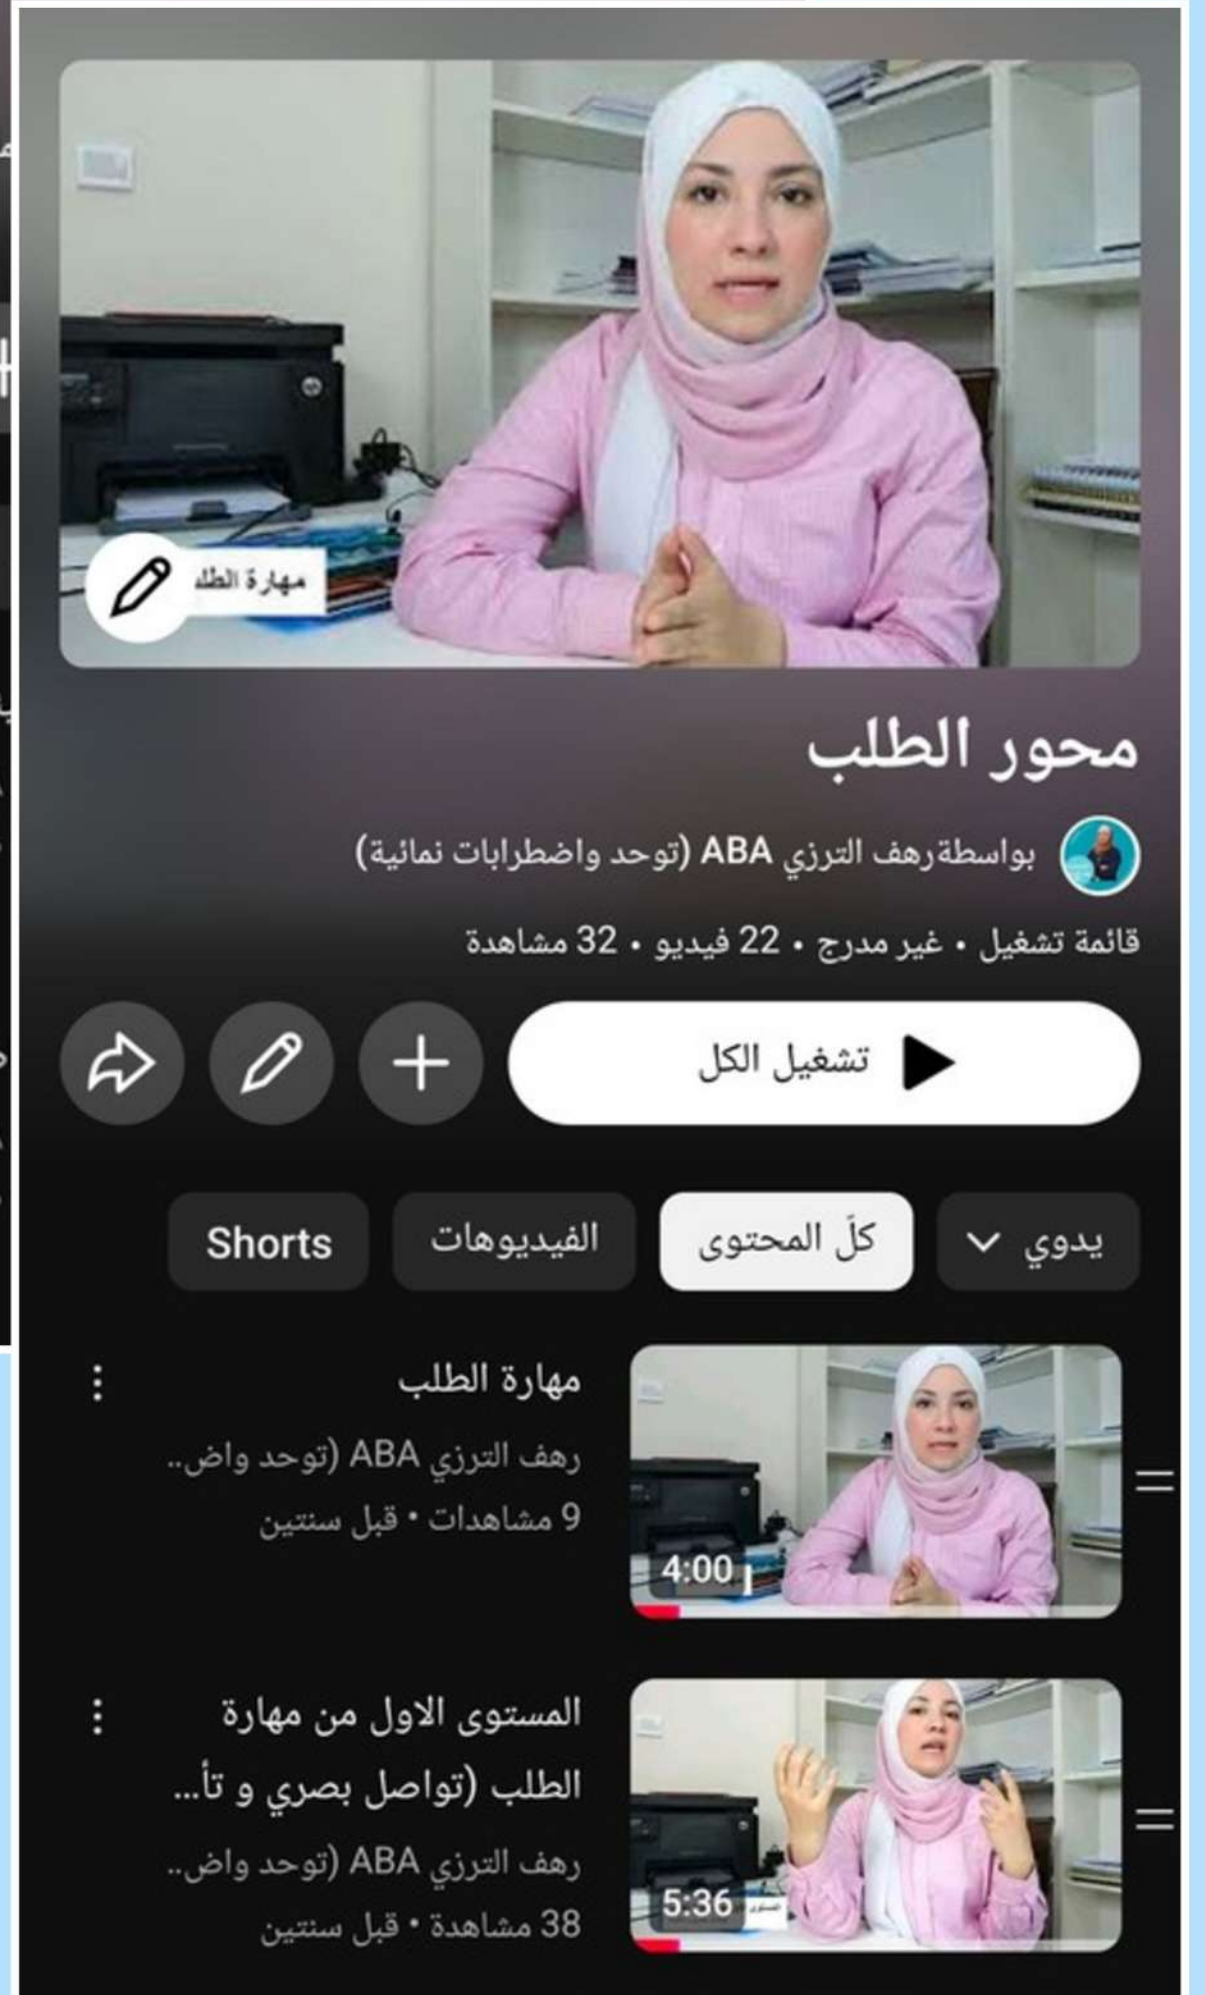 مهارة الطلـ
محور الطلب
بواسطةرهف الترزي ABA (توحد واضطرابات نمائية)
قائمة تشغيل • غير مدرج • 22 فيديو • 32 مشاهدة
تشغيل الكل
يدوي
كلّ المحتوى
الفيديوهات
Shorts
مهارة الطلب
رهف الترزي ABA (توحد واض..
9 مشاهدات • قبل سنتين
4:00
المستوى الاول من مهارة
الطلب (تواصل بصري و تأ...
رهف الترزي ABA (توحد واض..
38 مشاهدة • قبل سنتين
5:36